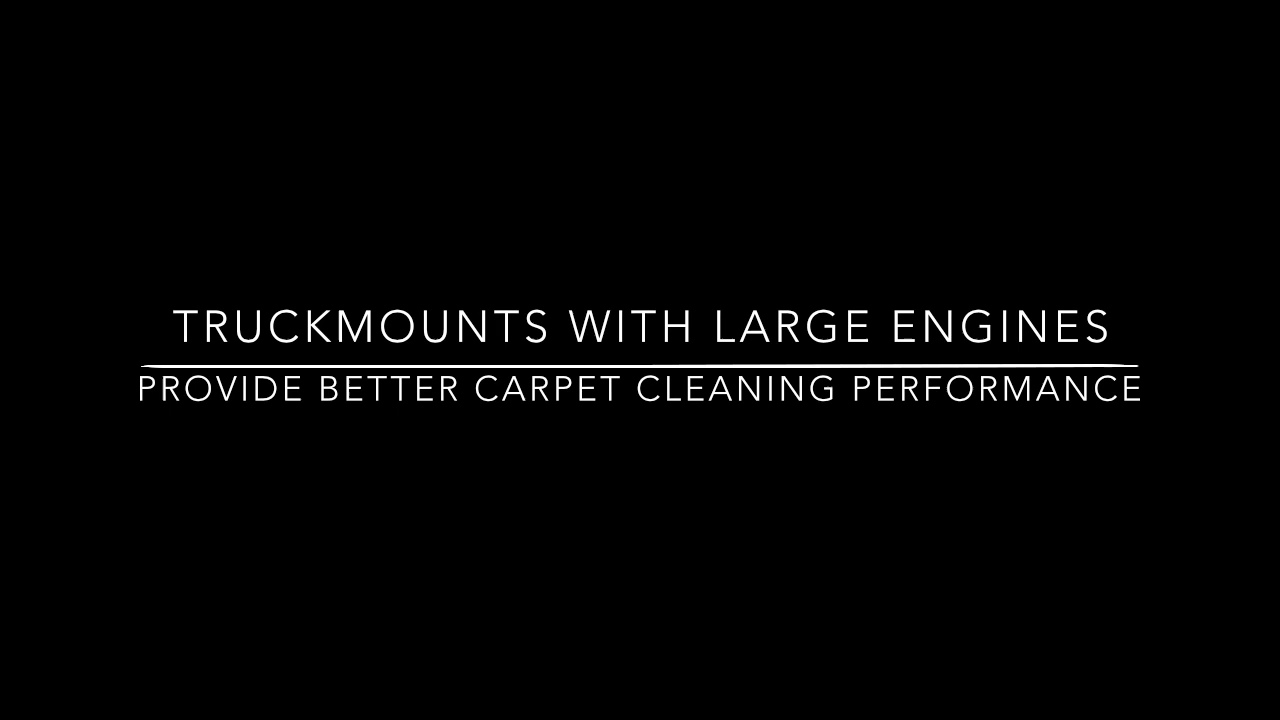 TRUCKMOUNTS WITH LARGE ENGINES
PROVIDE BETTER CARPET CLEANING PERFORMANCE